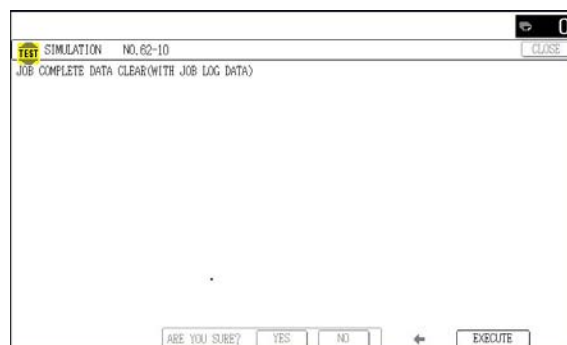 0
TEST SIMULATION NO.62-10 CLOSE
JOB COMPLETE DATA CLEAR(WITH JOB LOG DATA)
ARE YOU SURE? YES NO EXECUTE